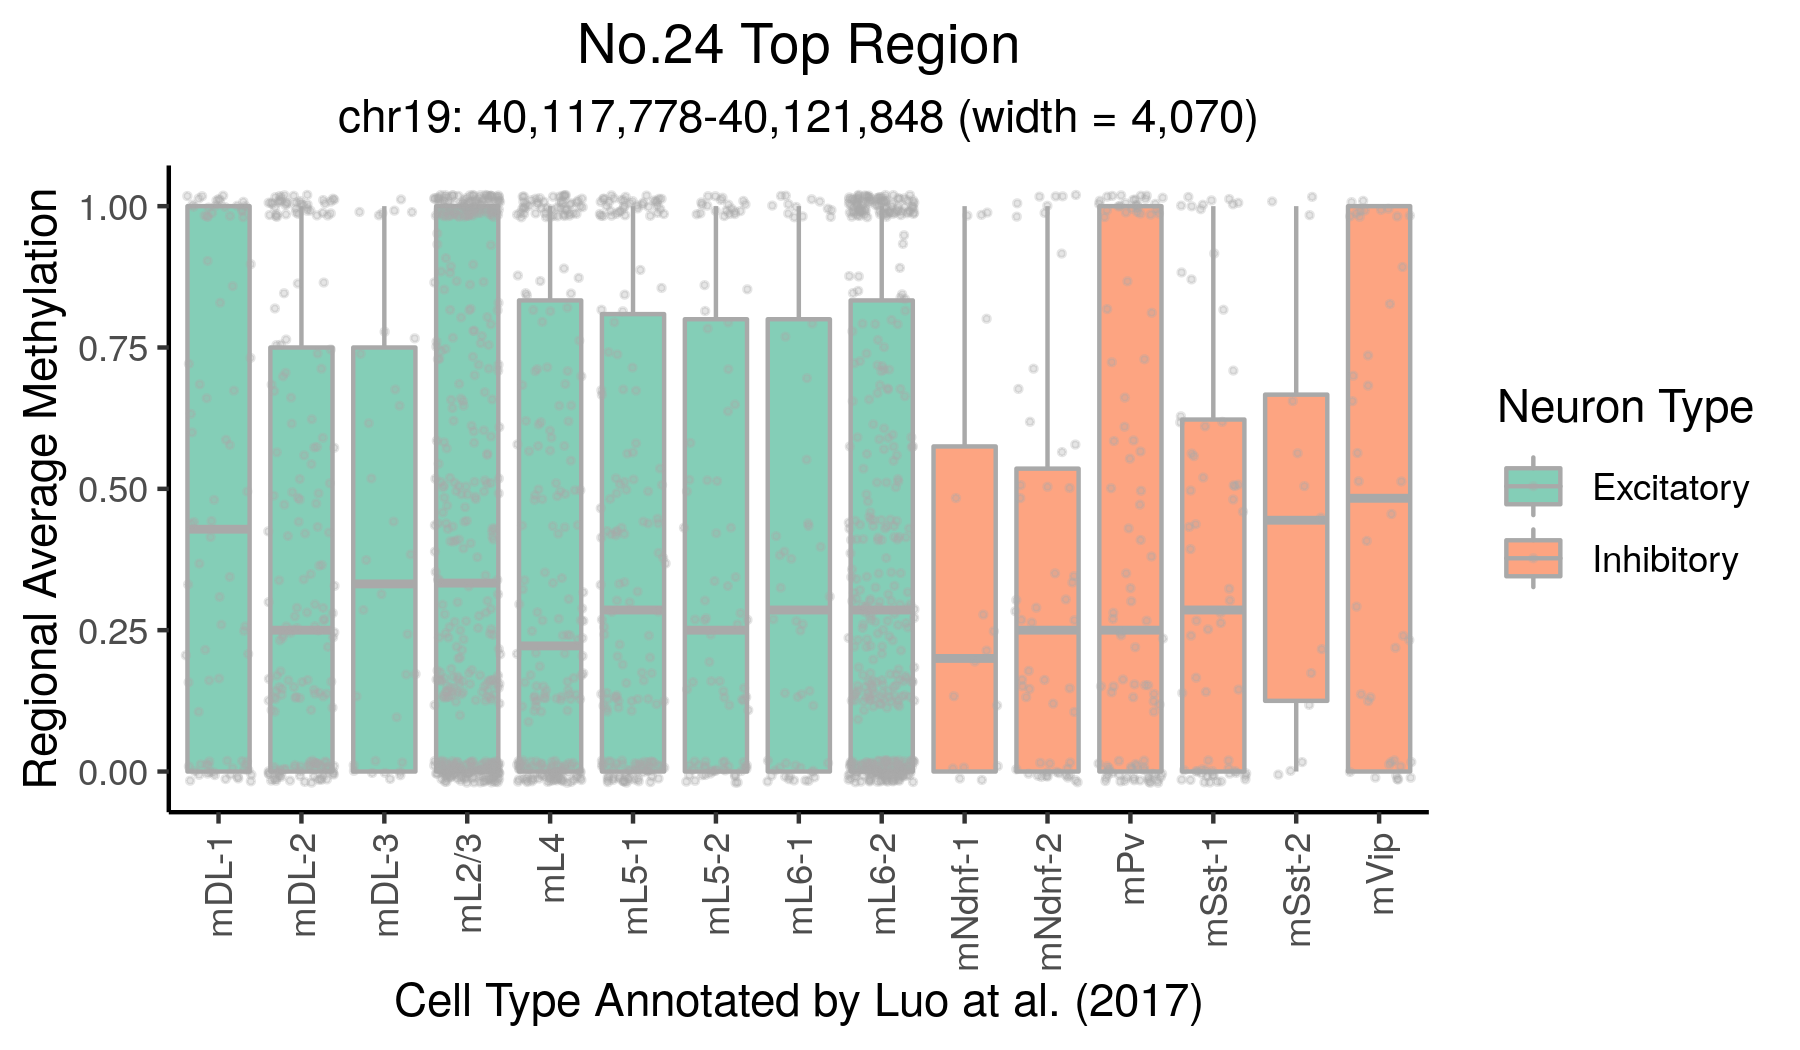 No.24 Top Region
chr19: 40,117,778-40,121,848 (width = 4,070)
Regional Average Methylation
1.00
0.75
0.50
0.25
0.00
mDL-1
mDL-2
mDL-3
mL2/3
mL4
mL5-1
mL5-2
mL6-1
mL6-2
mNdnf-1
mNdnf-2
mPv
mSst-1
mSst-2
mVip
Cell Type Annotated by Luo at al. (2017)
Neuron Type
Excitatory
Inhibitory